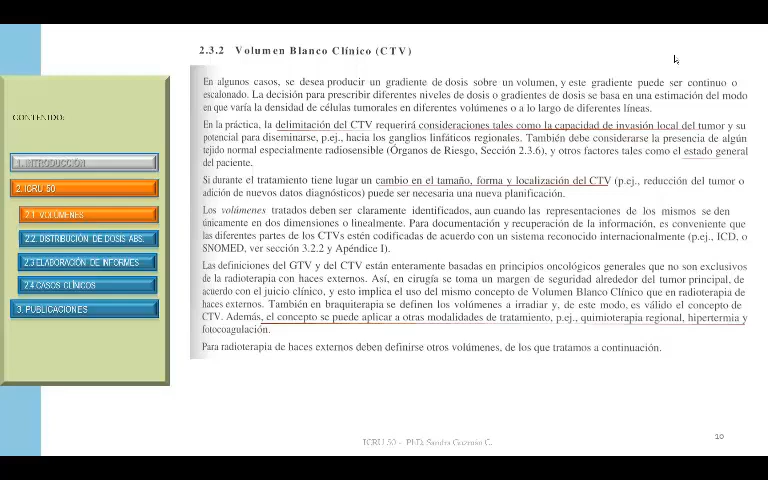 2.3.2 Volumen Blanco Clínico (CTV)
CONTENIDO:
1. INTRODUCCIÓN
2. ICRU 50
2.1. VOLÚMENES
2.2. DISTRIBUCIÓN DE DOSIS ABS.
2.3 ELABORACIÓN DE INFORMES
2.4 CASOS CLÍNICOS
3. PUBLICACIONES
En algunos casos, se desea producir un gradiente de dosis sobre un volumen, y este gradiente puede ser continuo o
escalonado. La decisión para prescribir diferentes niveles de dosis o gradientes de dosis se basa en una estimación del modo
en que varía la densidad de células tumorales en diferentes volúmenes o a lo largo de diferentes líneas.
En la práctica, la delimitación del CTV requerirá consideraciones tales como la capacidad de invasión local del tumor y su
potencial para diseminarse, p.ej., hacia los ganglios linfáticos regionales. También debe considerarse la presencia de algún
tejido normal especialmente radiosensible (Órganos de Riesgo, Sección 2.3.6), y otros factores tales como el estado general
del paciente.
Si durante el tratamiento tiene lugar un cambio en el tamaño, forma y localización del CTV (p.ej., reducción del tumor o
adición de nuevos datos diagnósticos) puede ser necesaria una nueva planificación.
Los volúmenes tratados deben ser claramente identificados, aun cuando las representaciones de los mismos se den
únicamente en dos dimensiones o linealmente. Para documentación y recuperación de la información, es conveniente que
las diferentes partes de los CTVs estén codificadas de acuerdo con un sistema reconocido internacionalmente (p.ej., ICD, o
SNOMED, ver sección 3.2.2 y Apéndice I).
Las definiciones del GTV y del CTV están enteramente basadas en principios oncológicos generales que no son exclusivos
de la radioterapia con haces externos. Así, en cirugía se toma un margen de seguridad alrededor del tumor principal, de
acuerdo con el juicio clínico, y esto implica el uso del mismo concepto de Volumen Blanco Clínico que en radioterapia de
haces externos. También en braquiterapia se definen los volúmenes a irradiar y, de este modo, es válido el concepto de
CTV. Además, el concepto se puede aplicar a otras modalidades de tratamiento, p.ej., quimioterapia regional, hipertermia y
fotocoagulación.
Para radioterapia de haces externos deben definirse otros volúmenes, de los que tratamos a continuación.
ICRU 50 - PhD. Sandra Guzmán C.
10